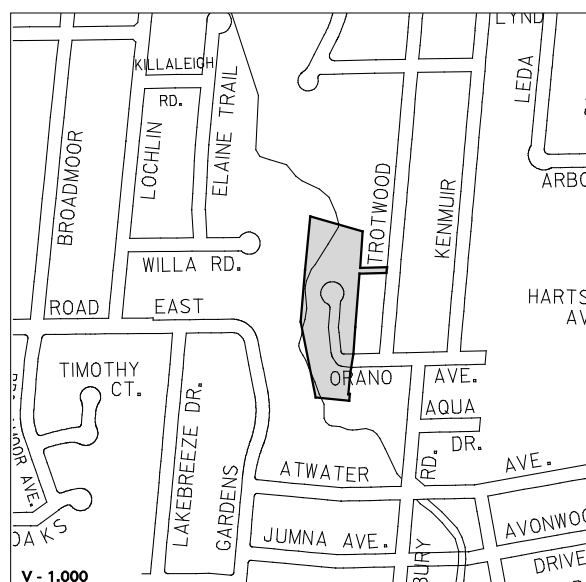 LYND
KILLALEIGH
RD.
LEDA
ELAINE TRAIL
LOCHLIN
BROADMOOR
TROTWOOD
KENMUIR
ARBO
WILLA RD.
HARTS
AV
ROAD EAST
TIMOTHY
CT.
ORANO AVE.
AQUA
DR.
LAKEBREEZE DR.
GARDENS
ATWATER AVE.
RD.
OAKS
JUMNA AVE.
AVONWOO
DRIVE
BURY
V - 1.000